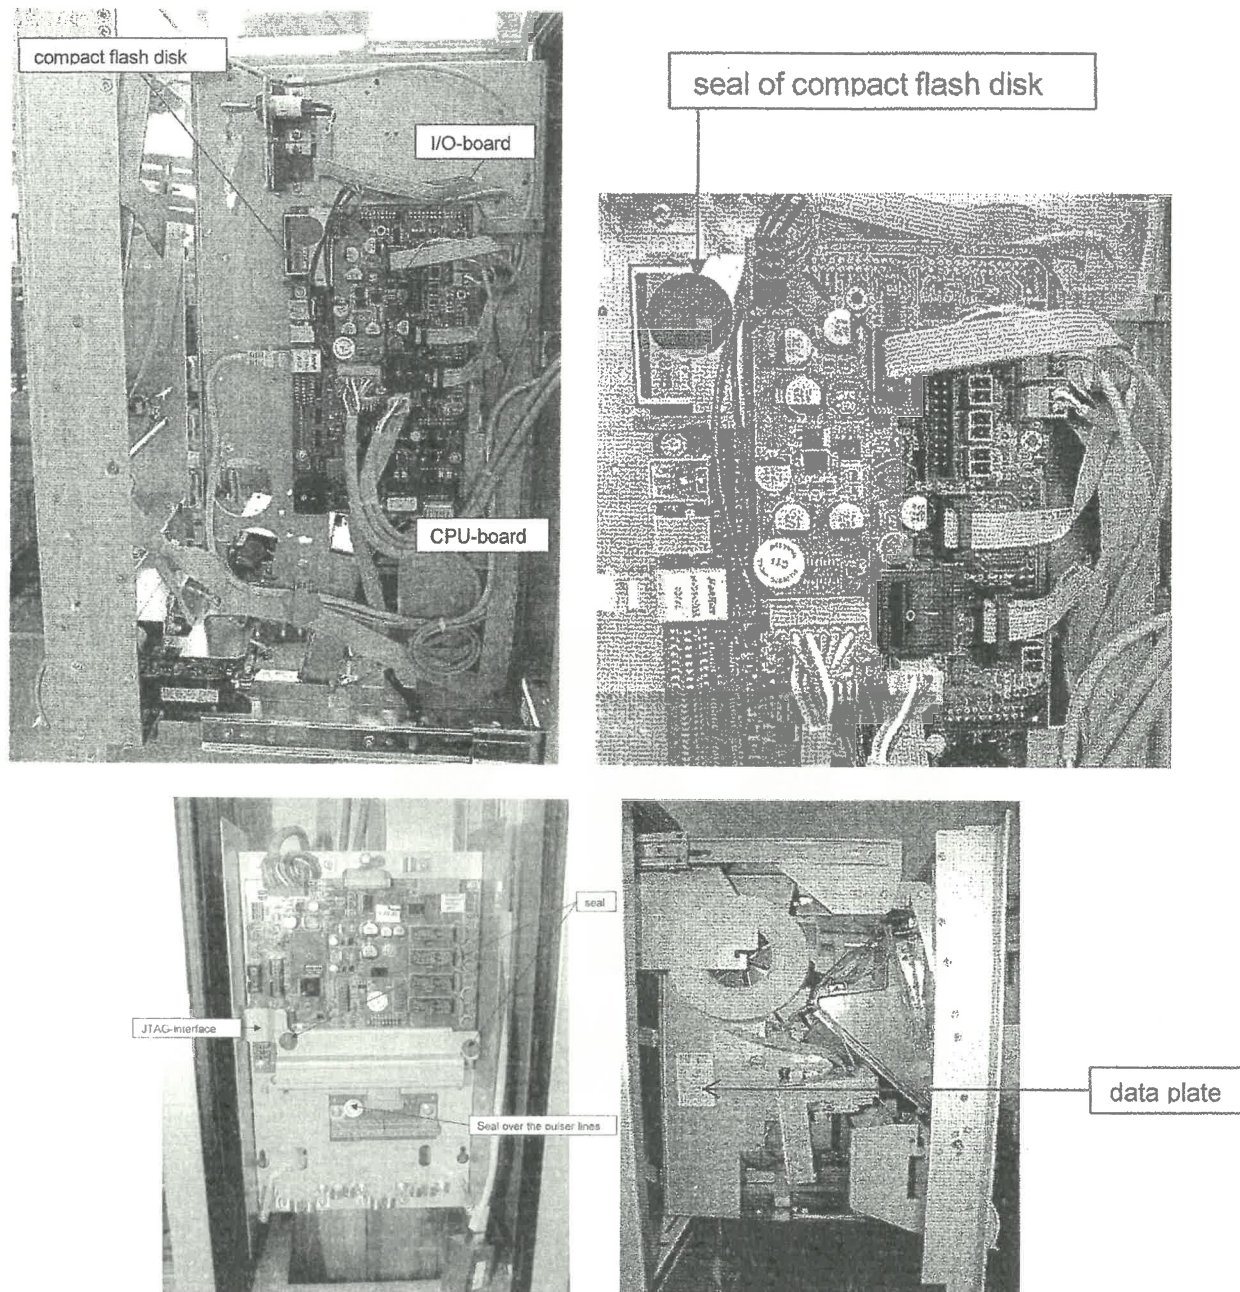 compact flash disk
I/O-board
CPU-board
seal of compact flash disk
seal
JTAG-interface
Seal over the pulser lines
data plate